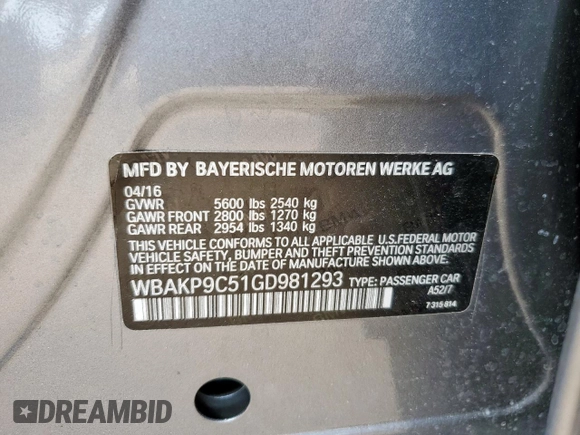 MFD BY BAYERISCHE MOTOREN WERKE AG
04/16
GVWR 5600 lbs 2540 kg
GAWR FRONT 2800 lbs 1270 kg
GAWR REAR 2954 lbs 1340 kg
THIS VEHICLE CONFORMS TO ALL APPLICABLE U.S.FEDERAL MOTOR
VEHICLE SAFETY, BUMPER AND THEFT PREVENTION STANDARDS
IN EFFECT ON THE DATE OF MANUFACTURE SHOWN ABOVE.
WBAKP9C51GD981293 TYPE: PASSENGER CAR
A52/7
7 315 814
DREAMBID